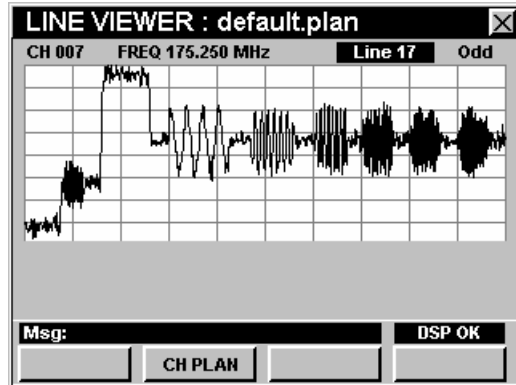 LINE VIEWER : default.plan
CH 007 FREQ 175.250 MHz Line 17 Odd
Msg: DSP OK
CH PLAN